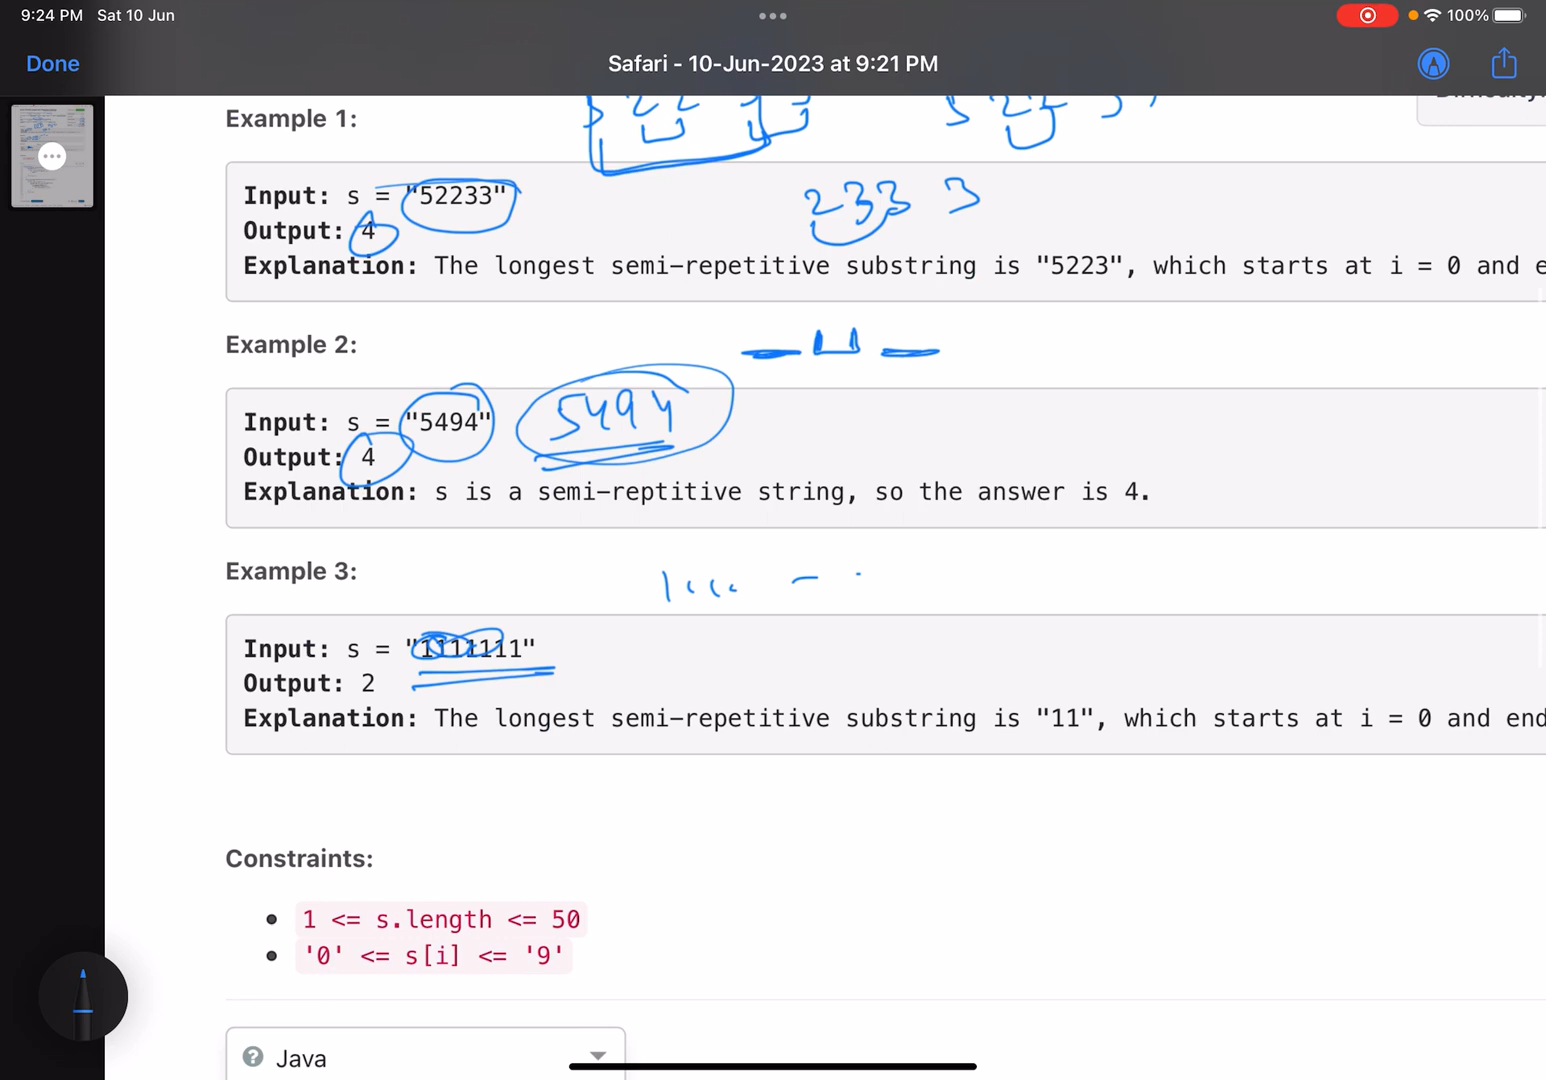 9:24 PM Sat 10 Jun
100%
Done
Safari - 10-Jun-2023 at 9:21 PM
Example 1:
Input: s = "52233"
233 3
Output: 4
Explanation: The longest semi-repetitive substring is "5223", which starts at i = 0 and e
Example 2:
Input: s = "5494"
5494
Output: 4
Explanation: s is a semi-reptitive string, so the answer is 4.
Example 3:
Input: s = "1111111"
Output: 2
Explanation: The longest semi-repetitive substring is "11", which starts at i = 0 and end
Constraints:
1 <= s.length <= 50
'0' <= s[i] <= '9'
Java